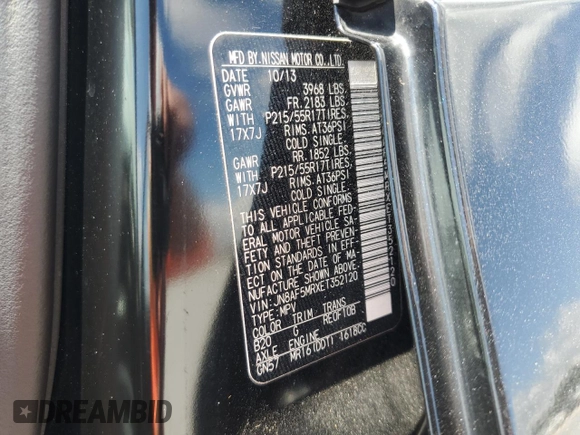 MFD BY.NISSAN MOTOR CO.,LTD.
DATE 10/13
GVWR 3968 LBS.
GAWR FR. 2183 LBS.
WITH P215/55R17TIRES,
17X7J RIMS.AT36PSI
COLD SINGLE.
GAWR RR. 1852 LBS.
WITH P215/55R17TIRES,
17X7J RIMS.AT36PSI
COLD SINGLE.
THIS VEHICLE CONFORMS
TO ALL APPLICABLE FED-
ERAL MOTOR VEHICLE SA-
FETY AND THEFT PREVEN-
TION STANDARDS IN EFF-
ECT ON THE DATE OF MA-
NUFACTURE SHOWN ABOVE.
VIN:JN8AF5MRXET352120
TYPE:MPV
COLOR TRIM TRANS
B20 G RE0F10B
AXLE ENGINE
GN57 MR16(DDT) 1618CC
DREAMBID